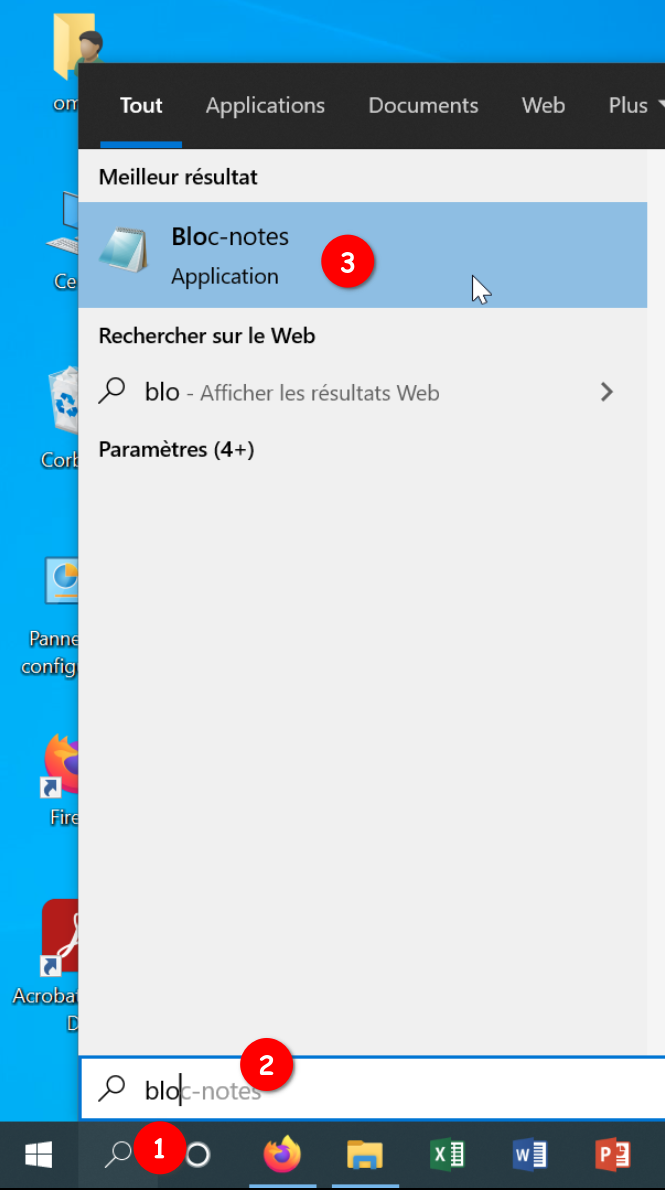 om
Tout Applications Documents Web Plus
Meilleur résultat
Bloc-notes
Application
3
Ce
Rechercher sur le Web
blo - Afficher les résultats Web
Paramètres (4+)
Corb
Panne
config
Fire
Acrobat
D
2
bloc-notes
1
X W P